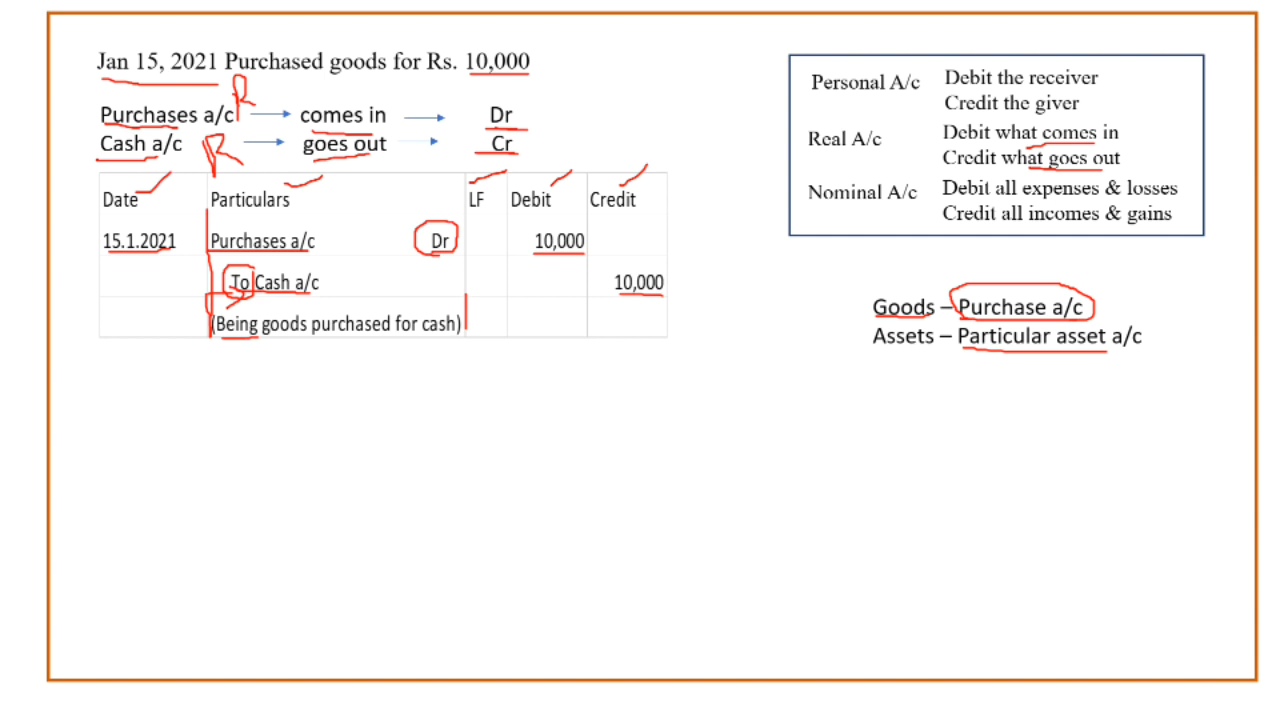 Jan 15, 2021 Purchased goods for Rs. 10,000
Purchases a/c R comes in Dr
Cash a/c R goes out Cr
Date Particulars LF Debit Credit
15.1.2021 Purchases a/c Dr 10,000
To Cash a/c 10,000
(Being goods purchased for cash)
Personal A/c Debit the receiver
Credit the giver
Real A/c Debit what comes in
Credit what goes out
Nominal A/c Debit all expenses & losses
Credit all incomes & gains
Goods – Purchase a/c
Assets – Particular asset a/c